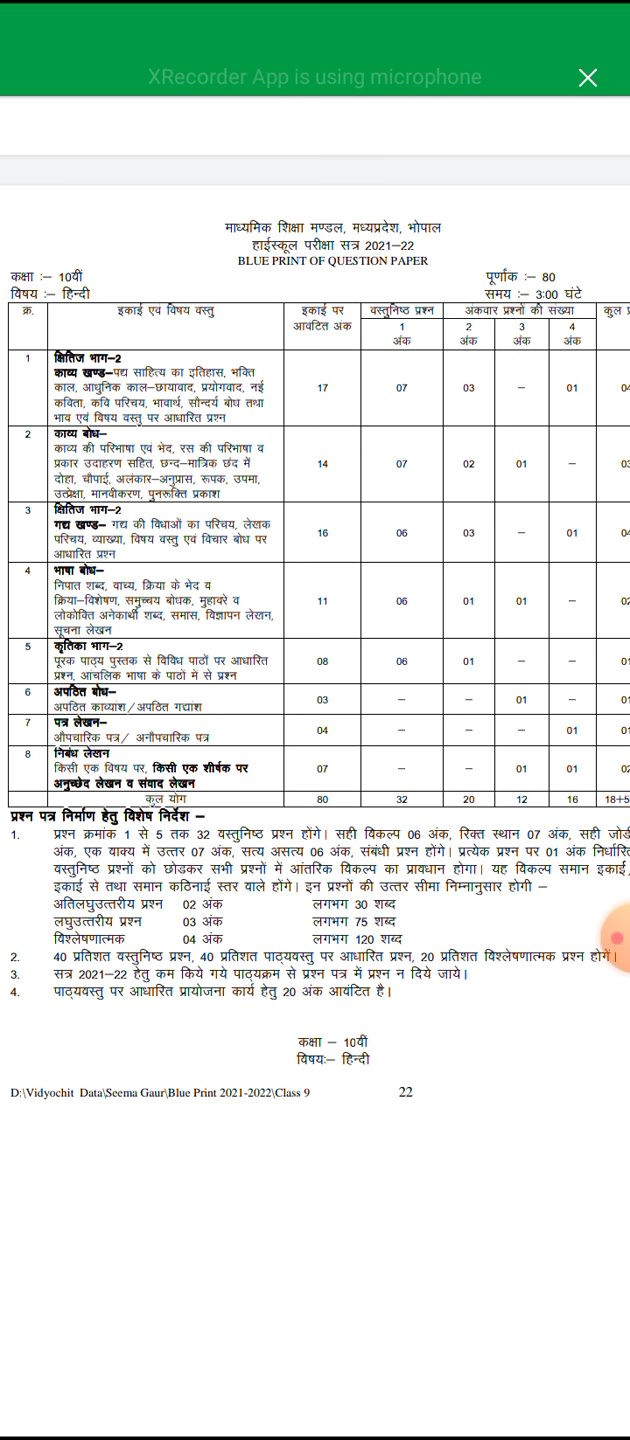 XRecorder App is using microphone
माध्यमिक शिक्षा मण्डल, मध्यप्रदेश, भोपाल
हाईस्कूल परीक्षा सत्र 2021–22
BLUE PRINT OF QUESTION PAPER
कक्षा :– 10वीं पूर्णांक :– 80
विषय :– हिन्दी समय :– 3:00 घंटे
क्र. इकाई एवं विषय वस्तु इकाई पर वस्तुनिष्ठ प्रश्न अंकवार प्रश्नों की संख्या कुल
आवंटित अंक 1 2 3 4
अंक अंक अंक अंक
1 क्षितिज भाग–2
काव्य खण्ड–पद्य साहित्य का इतिहास, भक्ति
काल, आधुनिक काल–छायावाद, प्रयोगवाद, नई 17 07 03 – 01 04
कविता, कवि परिचय, भावार्थ, सौन्दर्य बोध तथा
भाव एवं विषय वस्तु पर आधारित प्रश्न
2 काव्य बोध–
काव्य की परिभाषा एवं भेद, रस की परिभाषा व
प्रकार उदाहरण सहित, छन्द–मात्रिक छंद में 14 07 02 01 – 03
दोहा, चौपाई, अलंकार–अनुप्रास, रूपक, उपमा,
उत्प्रेक्षा, मानवीकरण, पुनरूक्ति प्रकाश
3 क्षितिज भाग–2
गद्य खण्ड– गद्य की विधाओं का परिचय, लेखक
परिचय, व्याख्या, विषय वस्तु एवं विचार बोध पर 16 06 03 – 01 04
आधारित प्रश्न
4 भाषा बोध–
निपात शब्द, वाच्य, क्रिया के भेद व
क्रिया–विशेषण, समुच्चय बोधक, मुहावरे व 11 06 01 01 – 02
लोकोक्ति अनेकार्थी शब्द, समास, विज्ञापन लेखन,
सूचना लेखन
5 कृतिका भाग–2
पूरक पाठ्य पुस्तक से विविध पाठों पर आधारित 08 06 01 – – 01
प्रश्न, आंचलिक भाषा के पाठो में से प्रश्न
6 अपठित बोध–
अपठित काव्यांश/अपठित गद्यांश 03 – – 01 – 01
7 पत्र लेखन–
औपचारिक पत्र/ अनौपचारिक पत्र 04 – – – 01 01
8 निबंध लेखन
किसी एक विषय पर, किसी एक शीर्षक पर 07 – – 01 01 02
अनुच्छेद लेखन व संवाद लेखन
कुल योग 80 32 20 12 16 18+5
प्रश्न पत्र निर्माण हेतु विशेष निर्देश –
1. प्रश्न क्रमांक 1 से 5 तक 32 वस्तुनिष्ठ प्रश्न होंगे। सही विकल्प 06 अंक, रिक्त स्थान 07 अंक, सही जोडी
अंक, एक वाक्य में उत्तर 07 अंक, सत्य असत्य 06 अंक, संबंधी प्रश्न होंगे। प्रत्येक प्रश्न पर 01 अंक निर्धारित
वस्तुनिष्ठ प्रश्नों को छोडकर सभी प्रश्नों में आंतरिक विकल्प का प्रावधान होगा। यह विकल्प समान इकाई,
इकाई से तथा समान कठिनाई स्तर वाले होंगे। इन प्रश्नों की उत्तर सीमा निम्नानुसार होगी –
अतिलघुउत्तरीय प्रश्न 02 अंक लगभग 30 शब्द
लघुउत्तरीय प्रश्न 03 अंक लगभग 75 शब्द
विश्लेषणात्मक 04 अंक लगभग 120 शब्द
2. 40 प्रतिशत वस्तुनिष्ठ प्रश्न, 40 प्रतिशत पाठ्यवस्तु पर आधारित प्रश्न, 20 प्रतिशत विश्लेषणात्मक प्रश्न होगें।
3. सत्र 2021–22 हेतु कम किये गये पाठ्यक्रम से प्रश्न पत्र में प्रश्न न दिये जाये।
4. पाठ्यवस्तु पर आधारित प्रायोजना कार्य हेतु 20 अंक आवंटित है।
कक्षा – 10वीं
विषयः– हिन्दी
D:\Vidyochit Data\Seema Gaur\Blue Print 2021-2022\Class 9 22